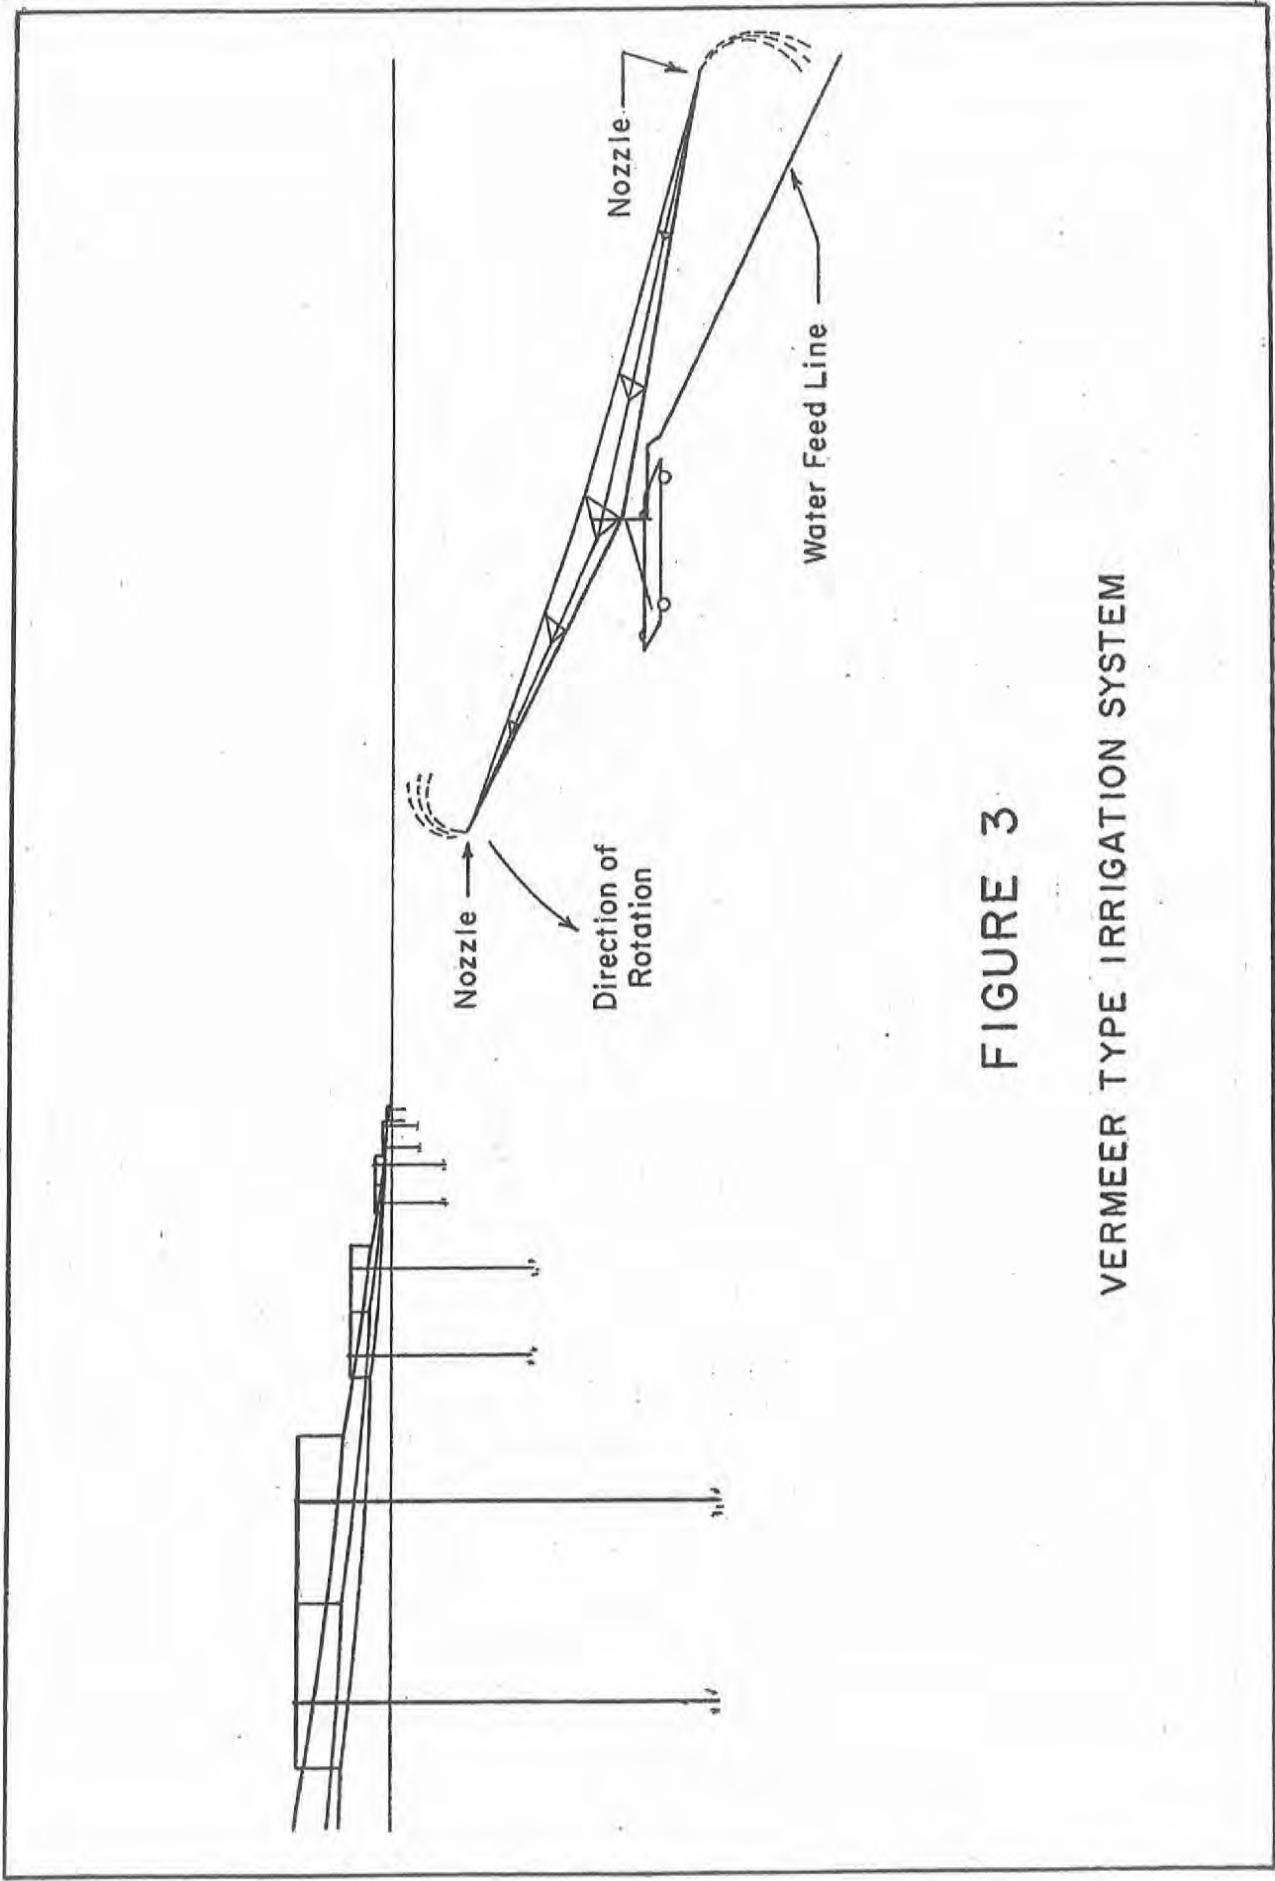 Nozzle
Nozzle
Direction of
Rotation
Water Feed Line
FIGURE 3
VERMEER TYPE IRRIGATION SYSTEM